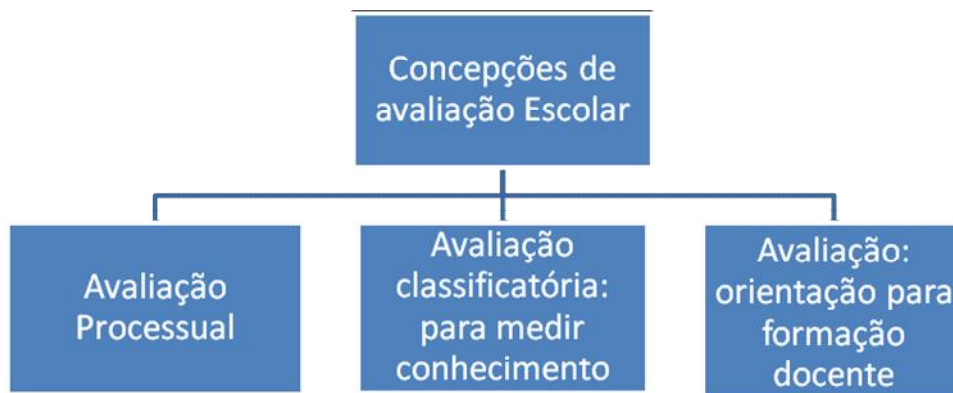 Concepções de
avaliação Escolar
Avaliação
Processual
Avaliação
classificatória:
para medir
conhecimento
Avaliação:
orientação para
formação
docente